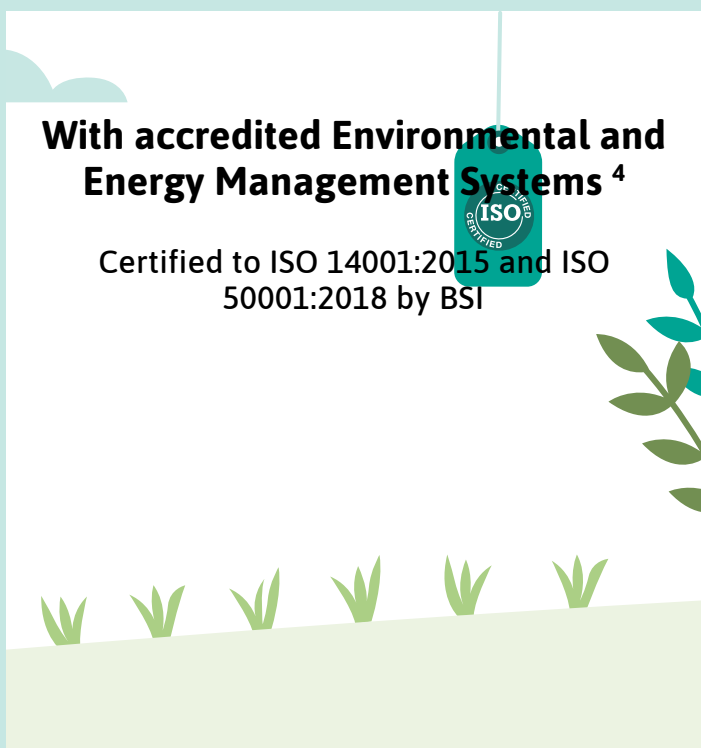 With accredited Environmental and
Energy Management Systems ⁴
CERTIFIED
ISO
CERTIFIED
Certified to ISO 14001:2015 and ISO
50001:2018 by BSI